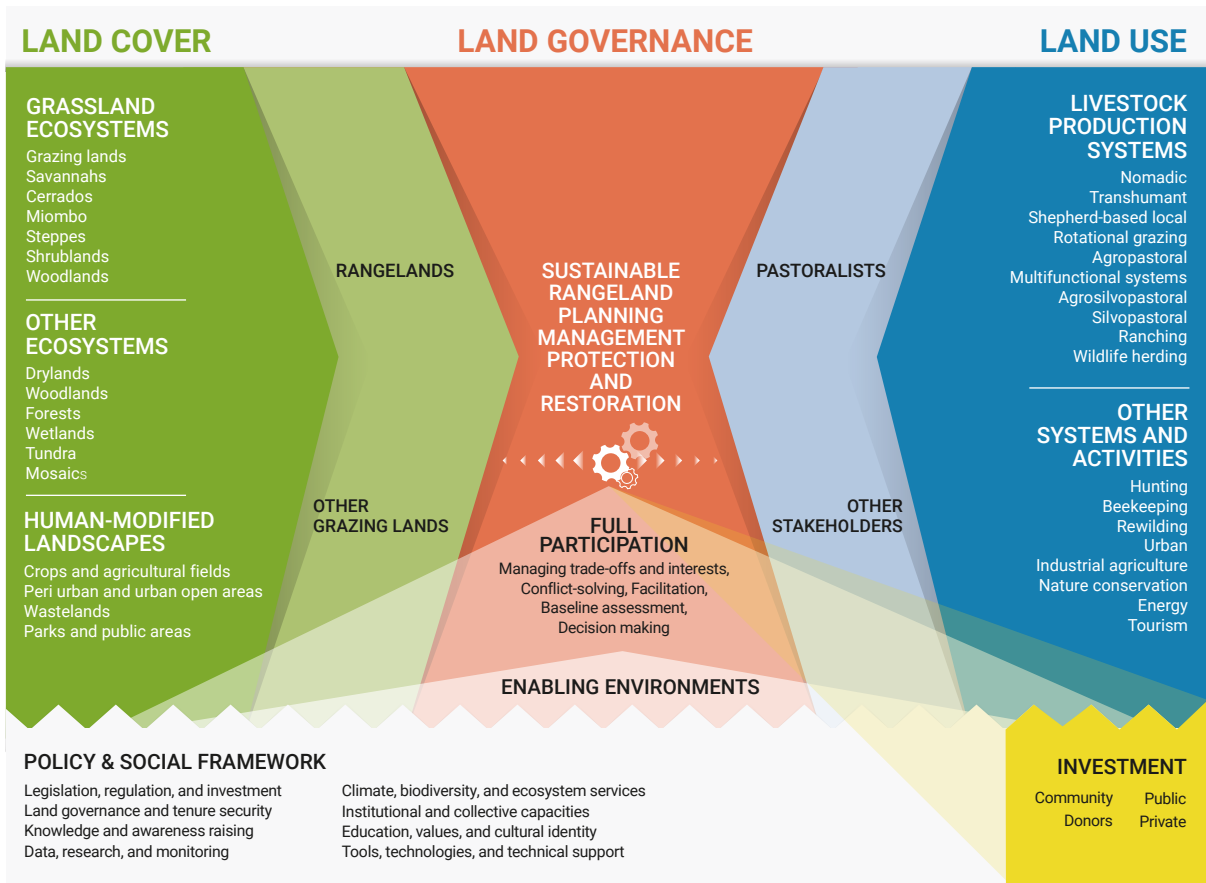 LAND COVER
LAND GOVERNANCE
LAND USE
GRASSLAND
ECOSYSTEMS
Grazing lands
Savannahs
Cerrados
Miombo
Steppes
Shrublands
Woodlands
OTHER
ECOSYSTEMS
Drylands
Woodlands
Forests
Wetlands
Tundra
Mosaics
HUMAN-MODIFIED
LANDSCAPES
Crops and agricultural fields
Peri urban and urban open areas
Wastelands
Parks and public areas
RANGELANDS
OTHER
GRAZING LANDS
SUSTAINABLE
RANGELAND
PLANNING
MANAGEMENT
PROTECTION
AND
RESTORATION
FULL
PARTICIPATION
Managing trade-offs and interests,
Conflict-solving, Facilitation,
Baseline assessment,
Decision making
ENABLING ENVIRONMENTS
PASTORALISTS
OTHER
STAKEHOLDERS
LIVESTOCK
PRODUCTION
SYSTEMS
Nomadic
Transhumant
Shepherd-based local
Rotational grazing
Agropastoral
Multifunctional systems
Agrosilvopastoral
Silvopastoral
Ranching
Wildlife herding
OTHER
SYSTEMS AND
ACTIVITIES
Hunting
Beekeeping
Rewilding
Urban
Industrial agriculture
Nature conservation
Energy
Tourism
POLICY & SOCIAL FRAMEWORK
Legislation, regulation, and investment
Land governance and tenure security
Knowledge and awareness raising
Data, research, and monitoring
Climate, biodiversity, and ecosystem services
Institutional and collective capacities
Education, values, and cultural identity
Tools, technologies, and technical support
INVESTMENT
Community Public
Donors Private